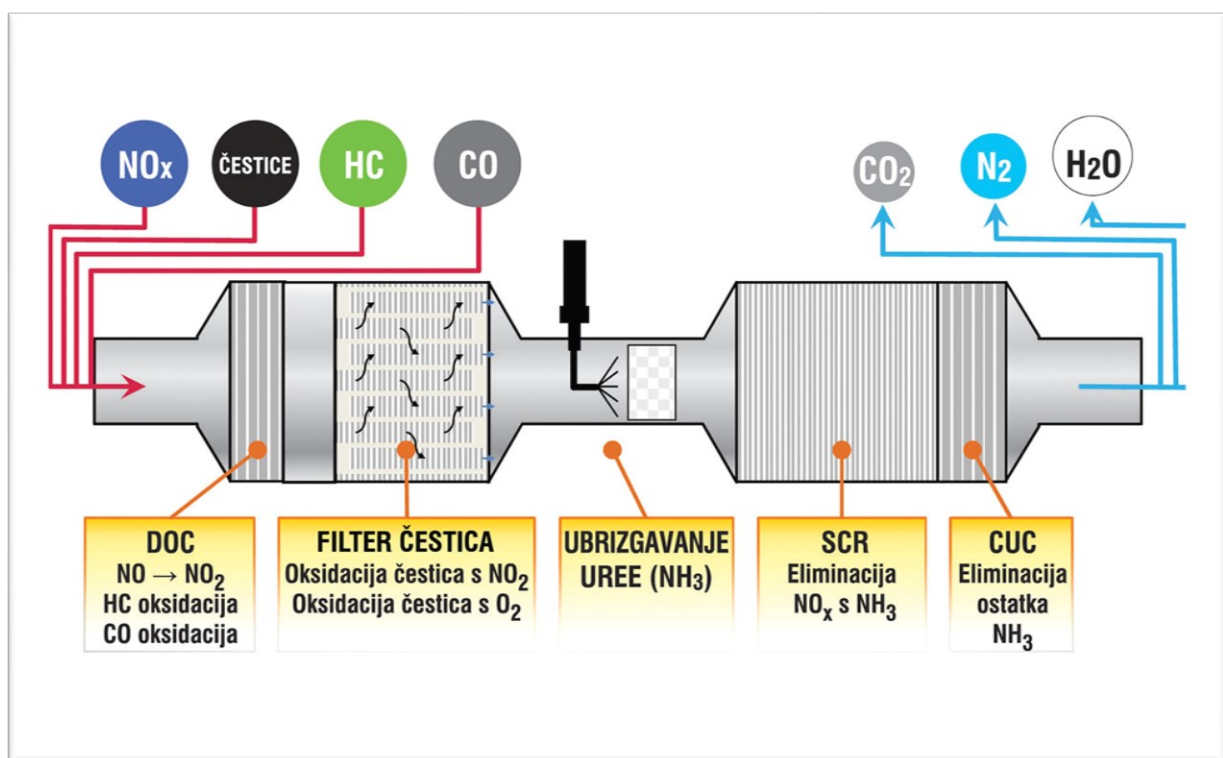 NOx
ČESTICE
HC
CO
CO2
N2
H2O
DOC
NO → NO2
HC oksidacija
CO oksidacija
FILTER ČESTICA
Oksidacija čestica s NO2
Oksidacija čestica s O2
UBRIZGAVANJE
UREE (NH3)
SCR
Eliminacija
NOx s NH3
CUC
Eliminacija
ostatka
NH3